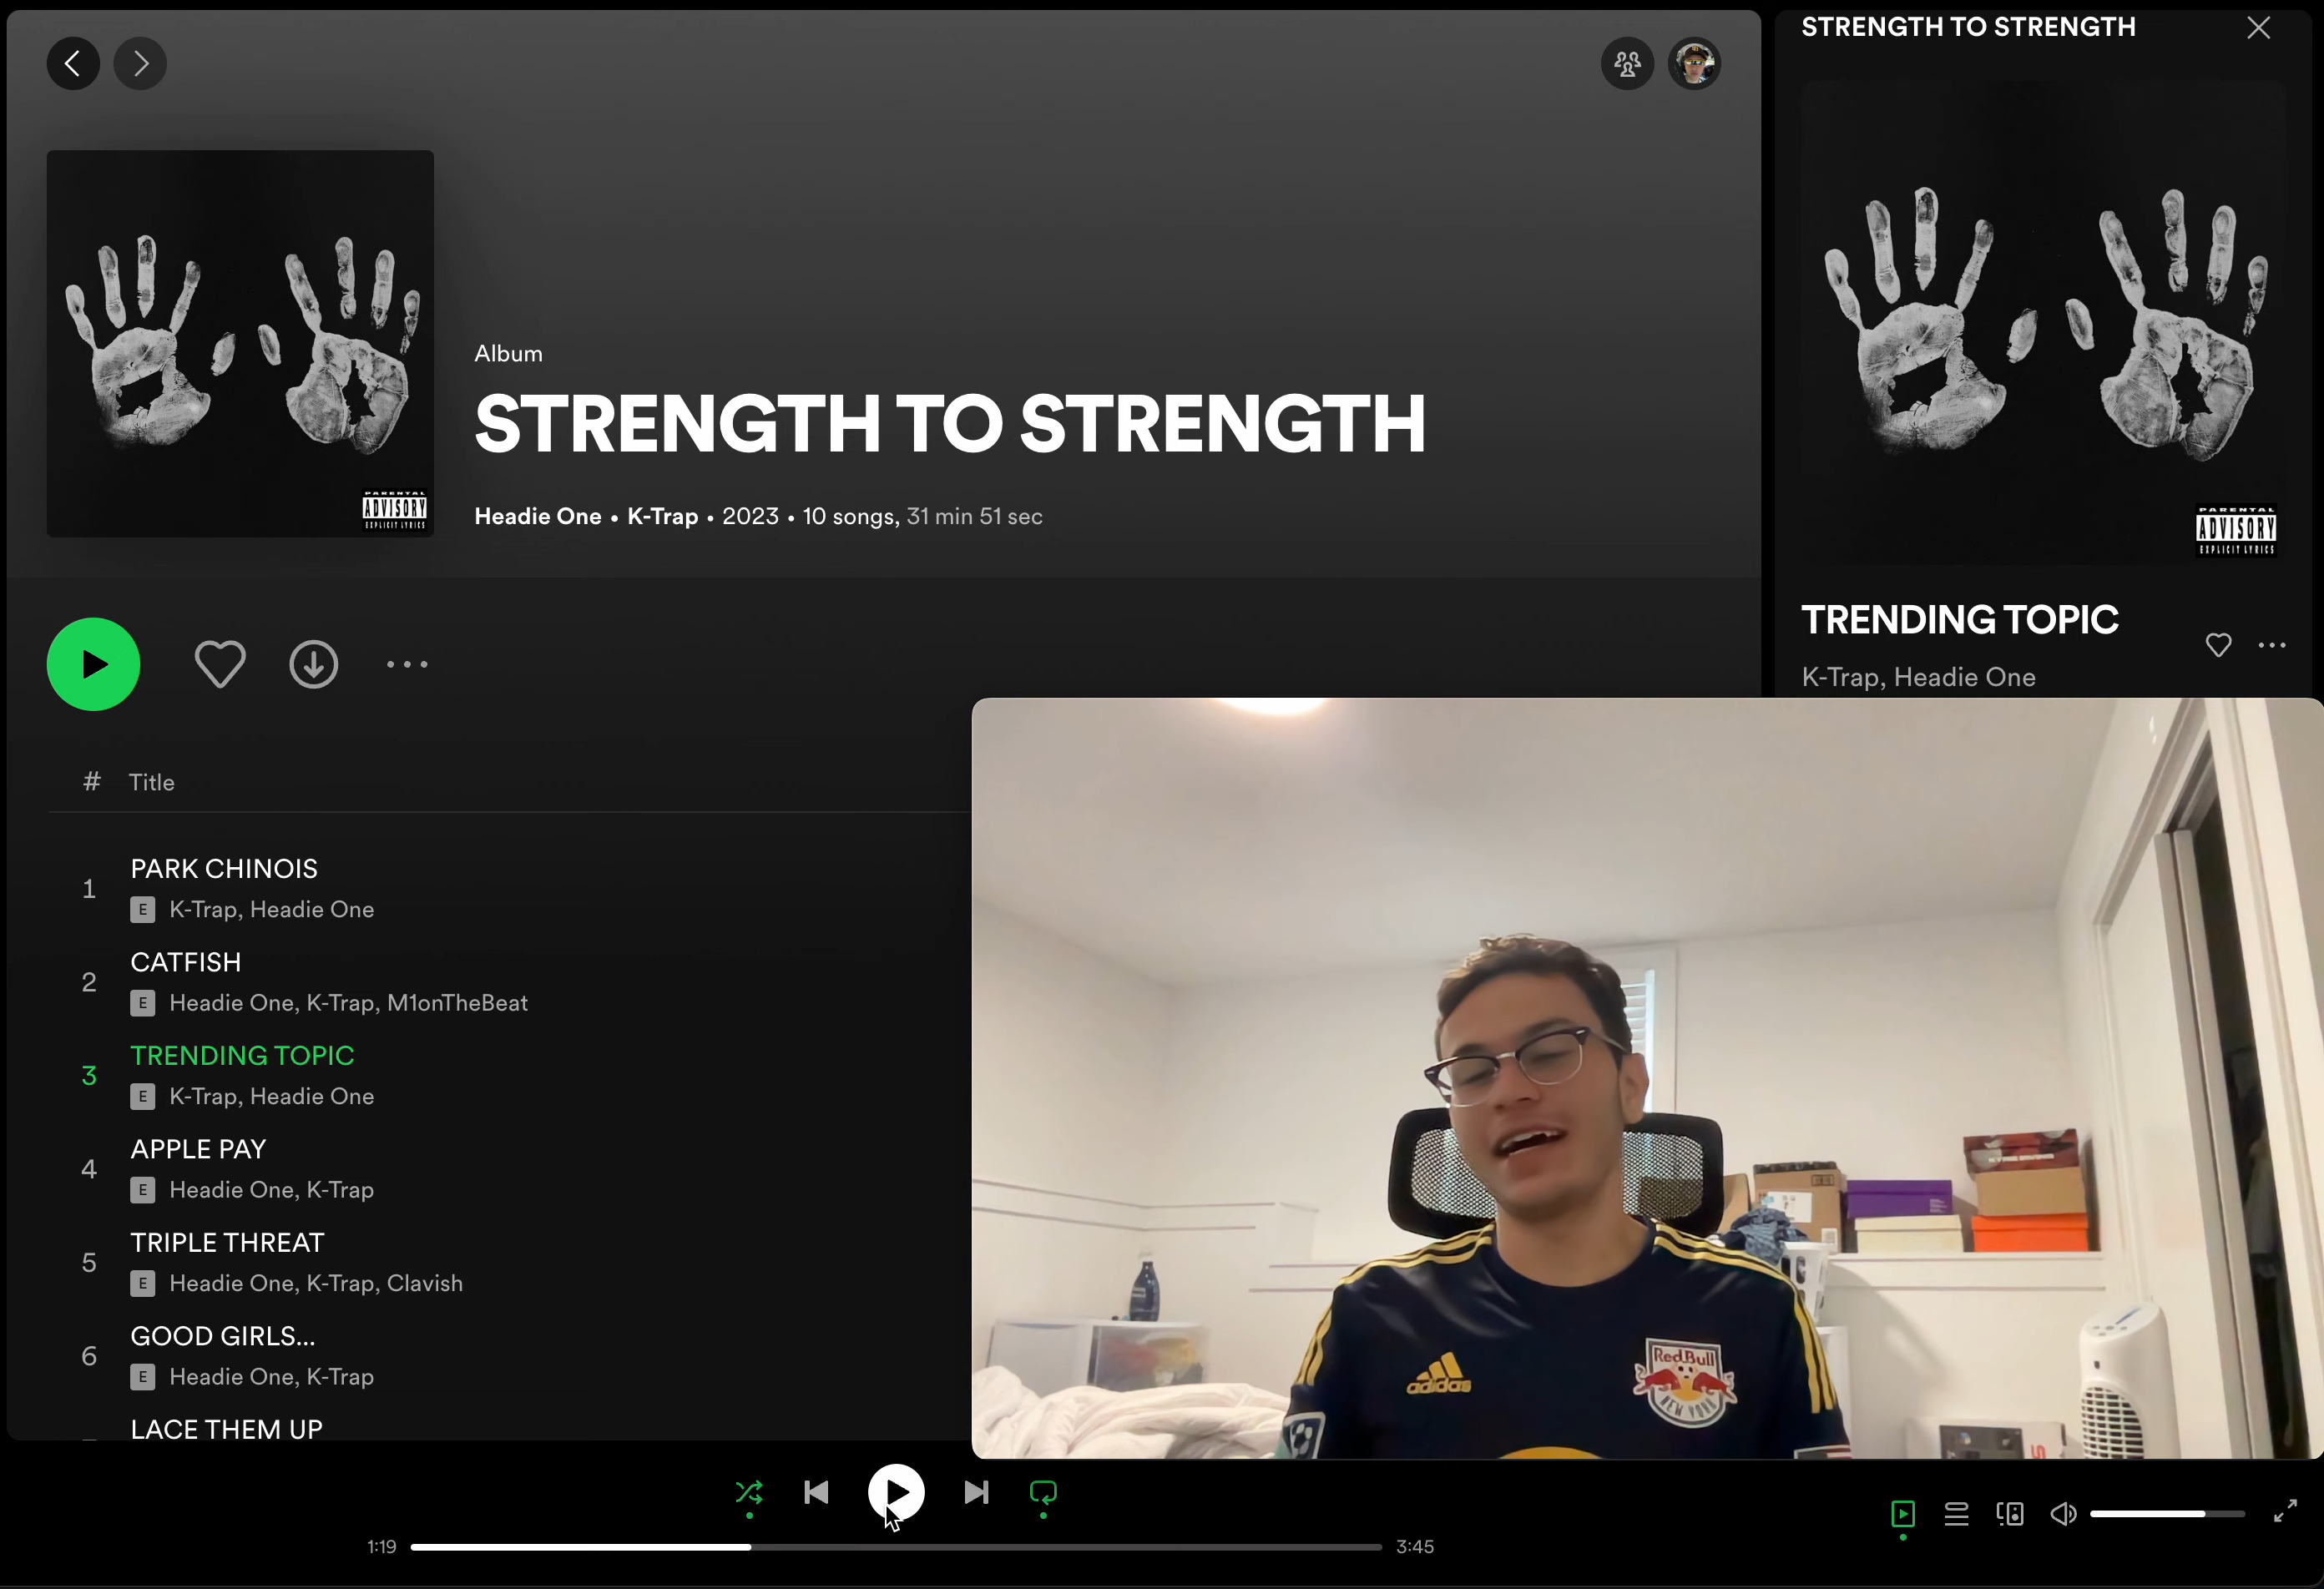 STRENGTH TO STRENGTH
PARENTAL
ADVISORY
EXPLICIT LYRICS
Album
STRENGTH TO STRENGTH
Headie One • K-Trap • 2023 • 10 songs, 31 min 51 sec
PARENTAL
ADVISORY
EXPLICIT LYRICS
TRENDING TOPIC
K-Trap, Headie One
# Title
1 PARK CHINOIS
E K-Trap, Headie One
2 CATFISH
E Headie One, K-Trap, M1onTheBeat
3 TRENDING TOPIC
E K-Trap, Headie One
4 APPLE PAY
E Headie One, K-Trap
5 TRIPLE THREAT
E Headie One, K-Trap, Clavish
6 GOOD GIRLS...
E Headie One, K-Trap
LACE THEM UP
adidas
Red Bull
NEW YORK
1:19
3:45